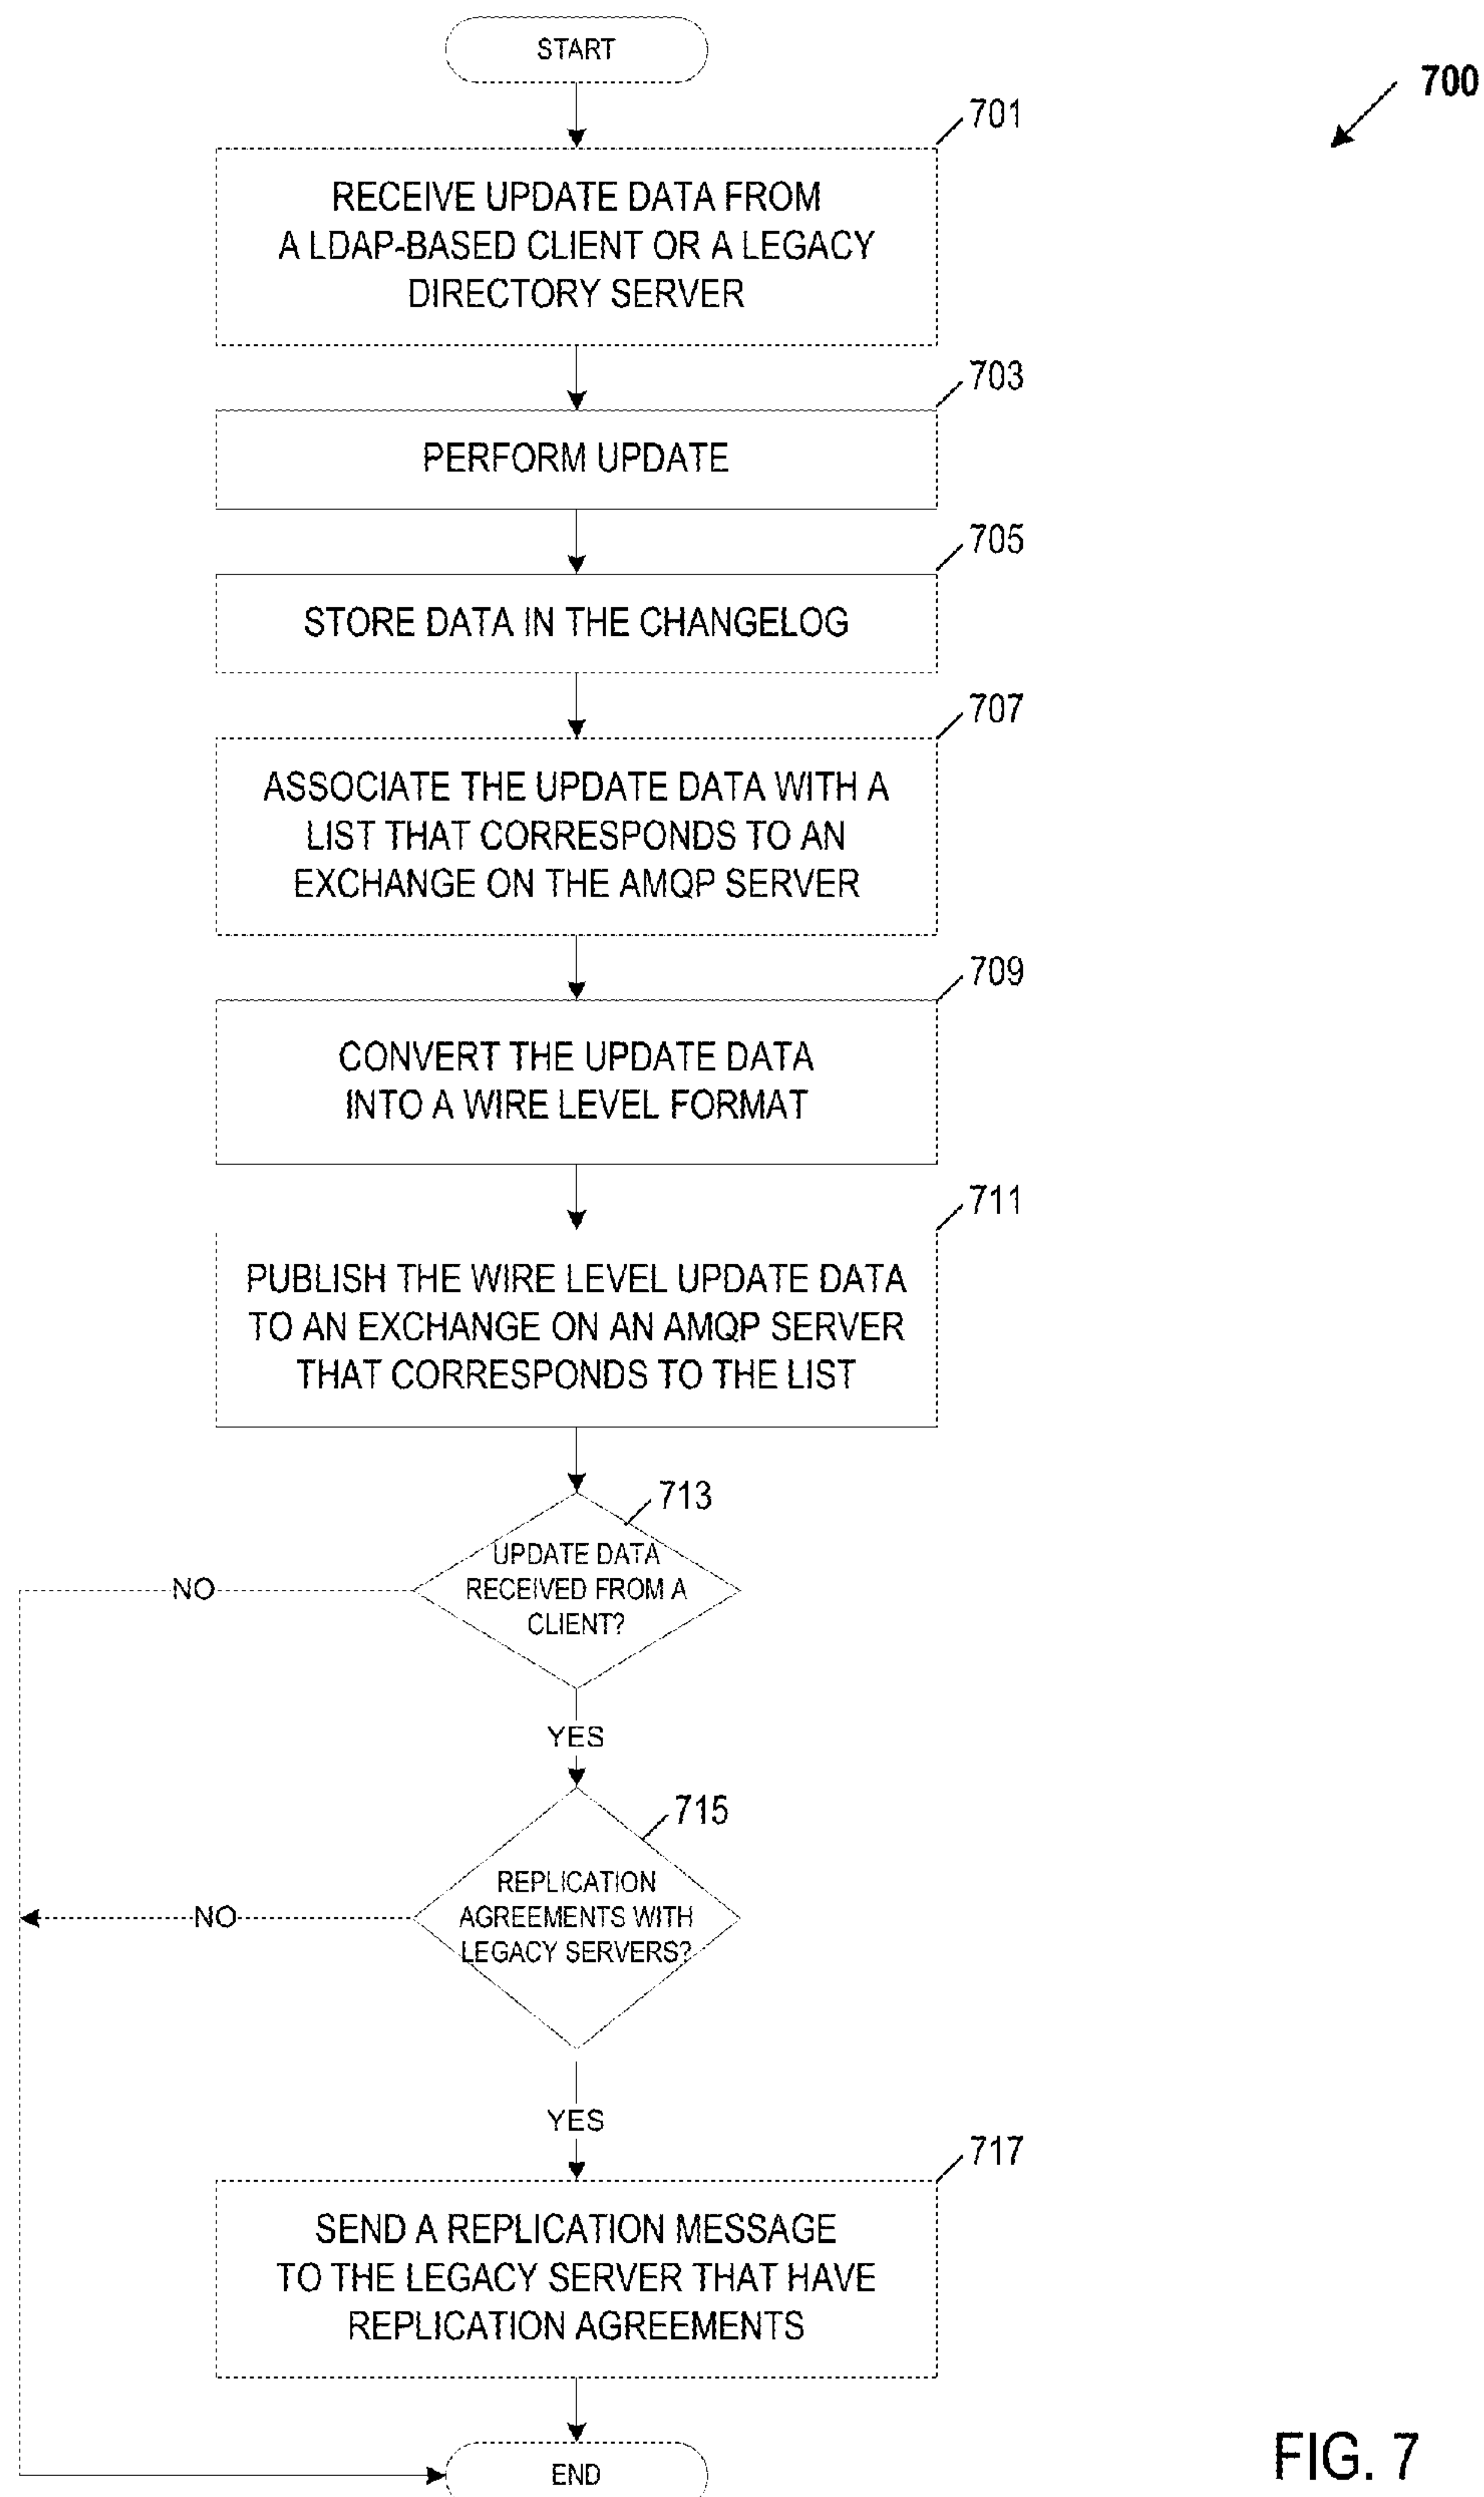 START
700
701
RECEIVE UPDATE DATA FROM
A LDAP-BASED CLIENT OR A LEGACY
DIRECTORY SERVER
703
PERFORM UPDATE
705
STORE DATA IN THE CHANGELOG
707
ASSOCIATE THE UPDATE DATA WITH A
LIST THAT CORRESPONDS TO AN
EXCHANGE ON THE AMQP SERVER
709
CONVERT THE UPDATE DATA
INTO A WIRE LEVEL FORMAT
711
PUBLISH THE WIRE LEVEL UPDATE DATA
TO AN EXCHANGE ON AN AMQP SERVER
THAT CORRESPONDS TO THE LIST
713
UPDATE DATA
RECEIVED FROM A
CLIENT?
NO
YES
715
REPLICATION
AGREEMENTS WITH
LEGACY SERVERS?
NO
YES
717
SEND A REPLICATION MESSAGE
TO THE LEGACY SERVER THAT HAVE
REPLICATION AGREEMENTS
END
FIG. 7